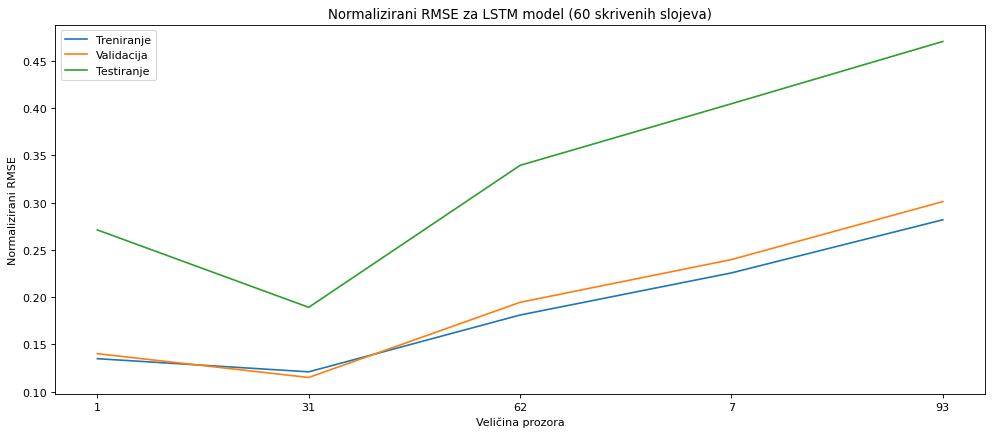 Normalizirani RMSE za LSTM model (60 skrivenih slojeva)
Treniranje
Validacija
Testiranje
Normalizirani RMSE
0.45
0.40
0.35
0.30
0.25
0.20
0.15
0.10
1 31 62 7 93
Veličina prozora